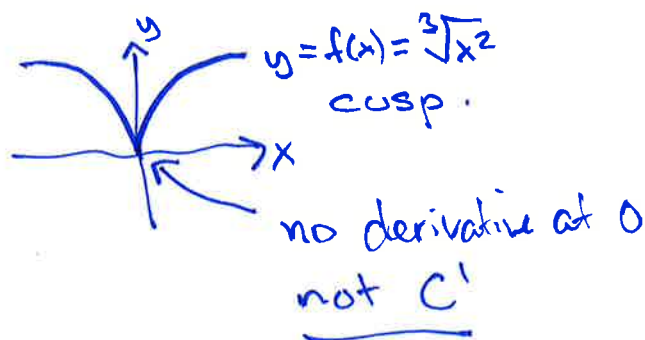 y
y = f(x) = ∛x²
cusp.
x
no derivative at 0
not C'